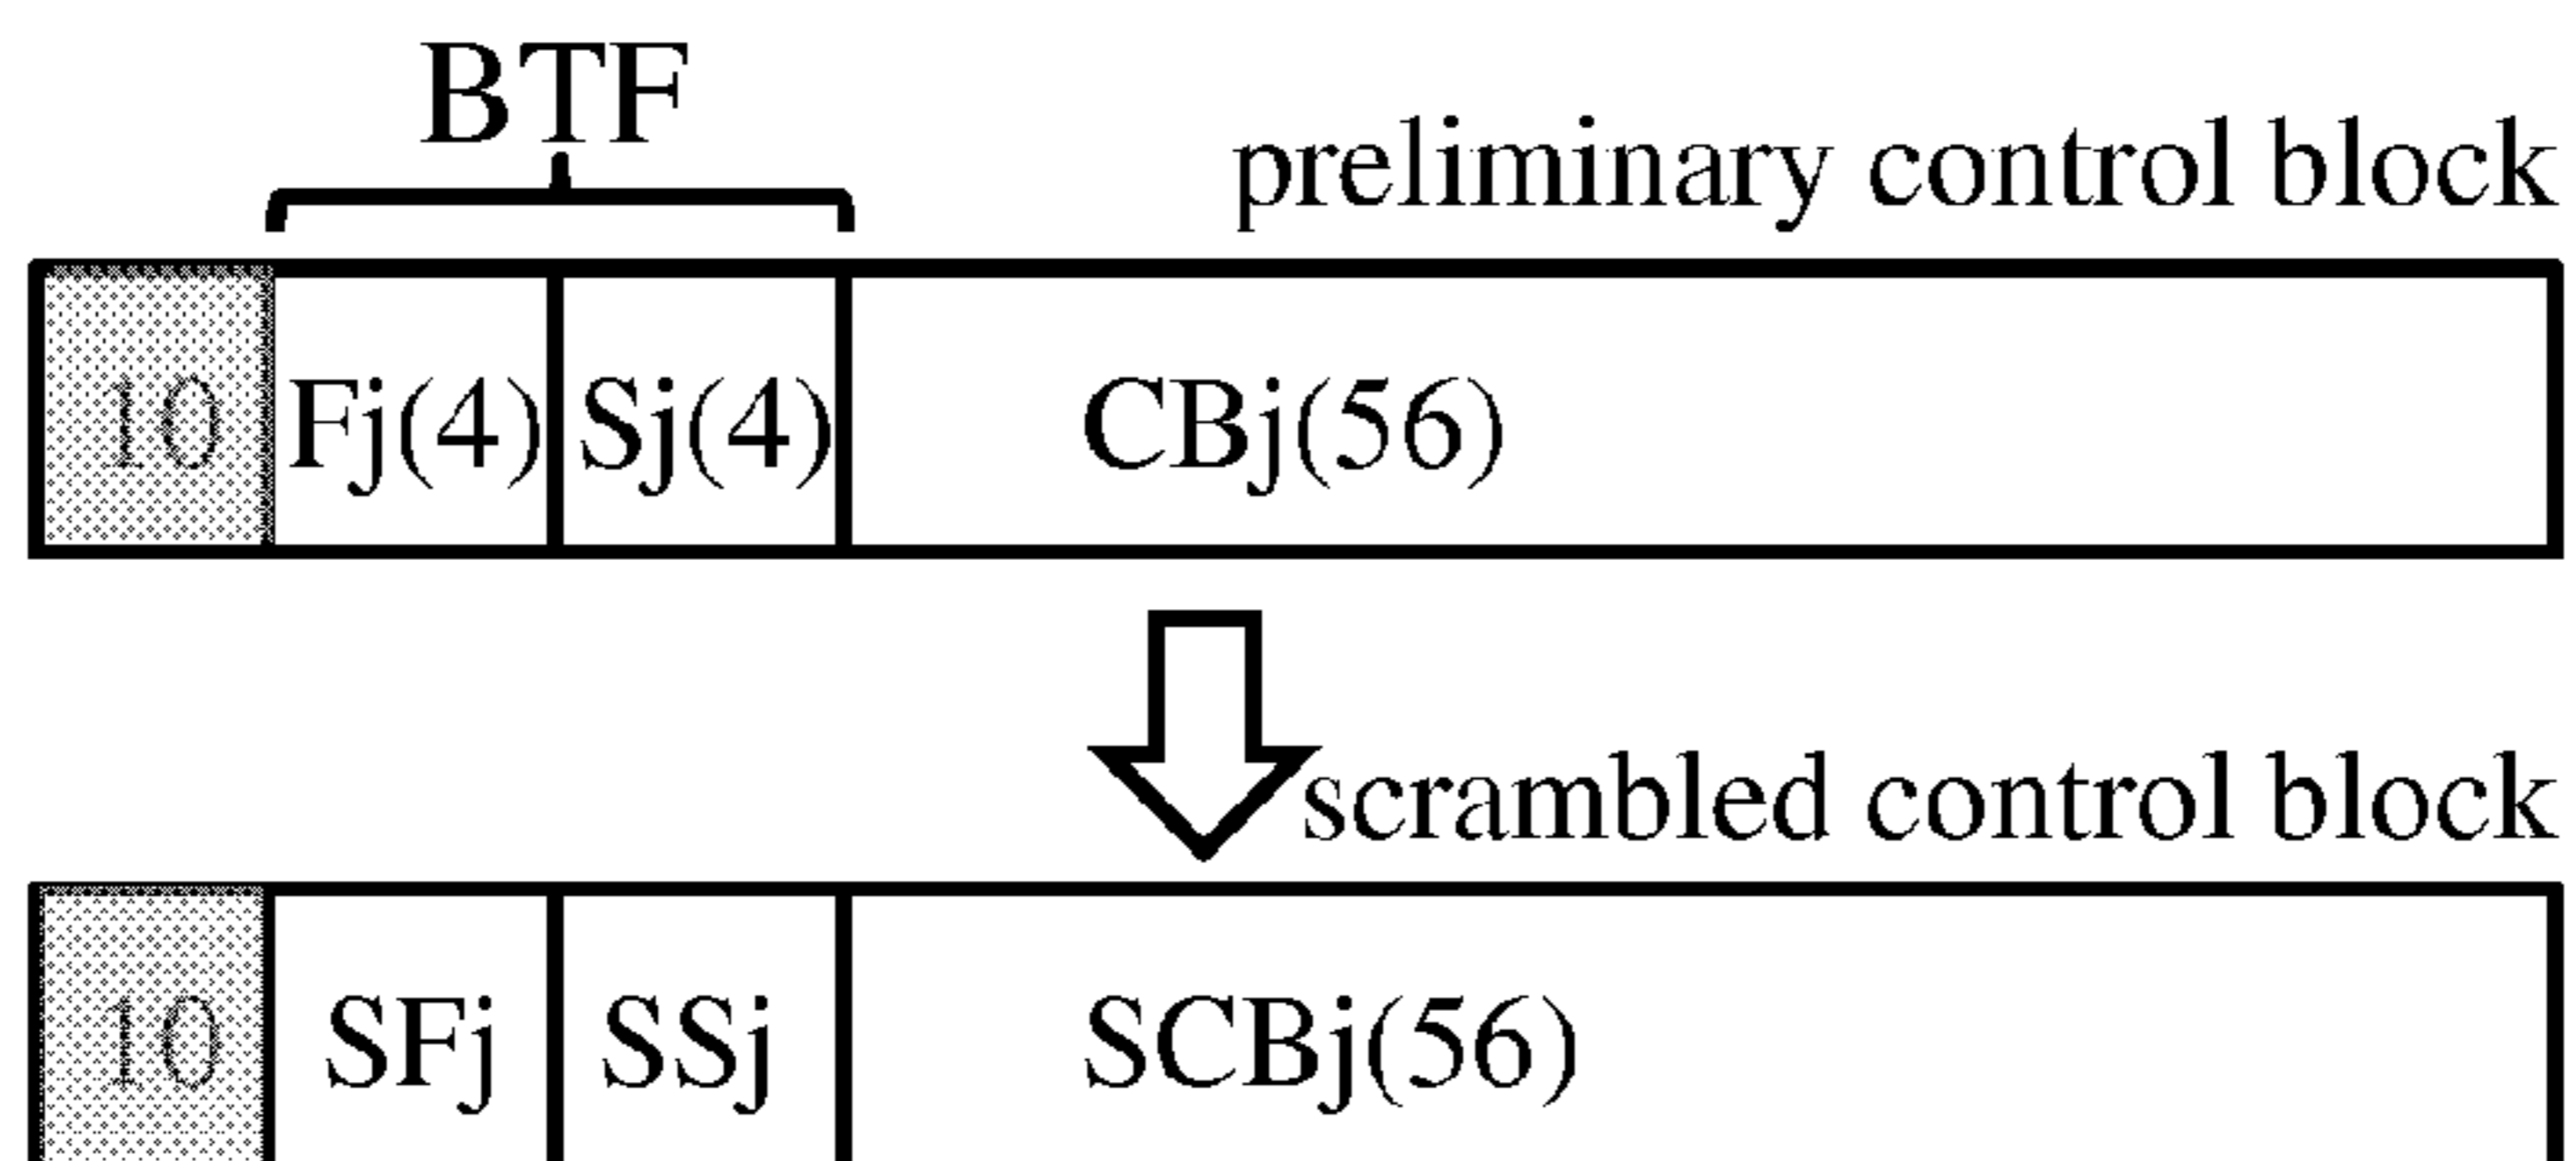 BTF
preliminary control block
10 Fj(4) Sj(4) CBj(56)
scrambled control block
10 SFj SSj SCBj(56)